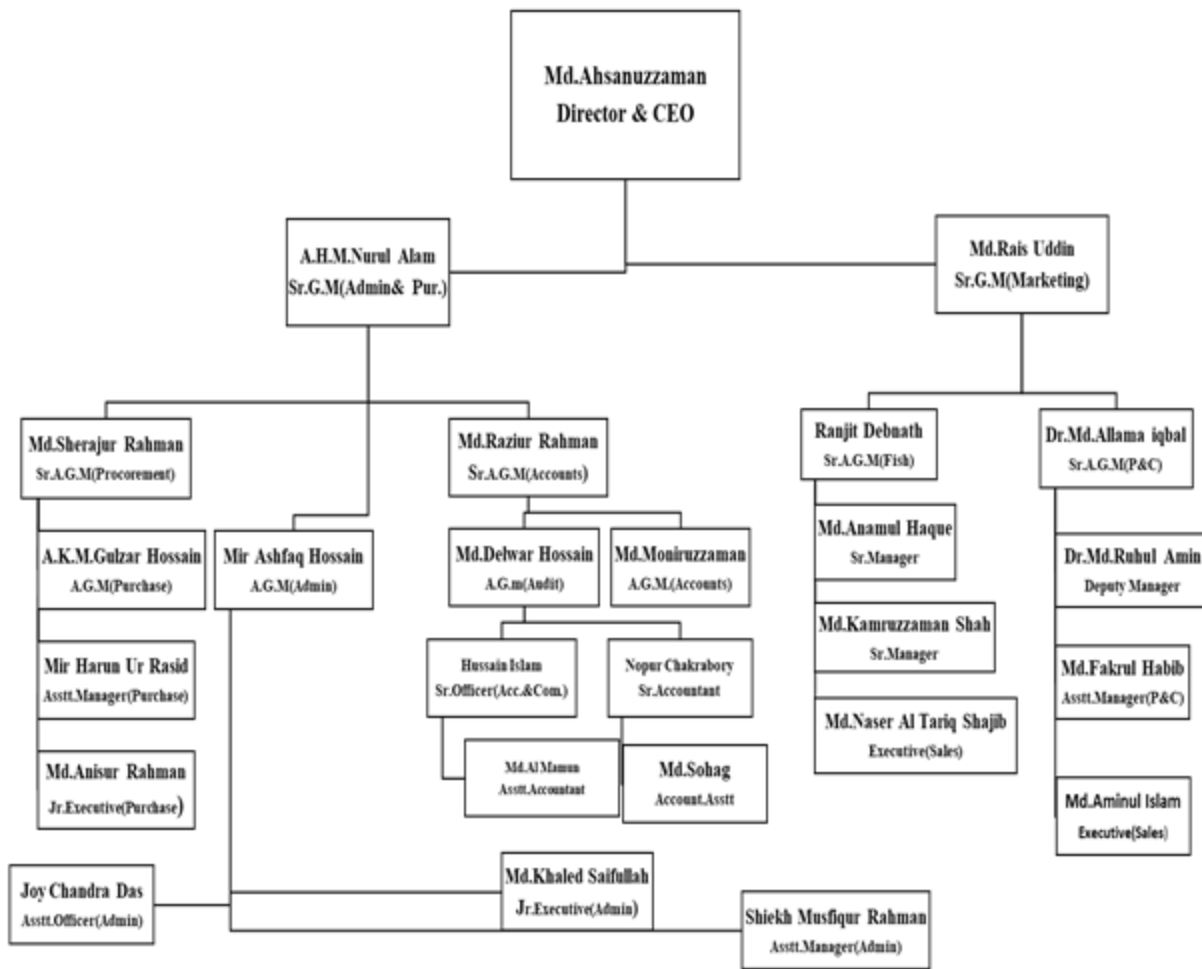 Md.Ahsanuzzaman
Director & CEO
A.H.M.Nurul Alam
Sr.G.M(Admin& Pur.)
Md.Rais Uddin
Sr.G.M(Marketing)
Md.Sherajur Rahman
Sr.A.G.M(Procorement)
Md.Raziur Rahman
Sr.A.G.M(Accounts)
Ranjit Debnath
Sr.A.G.M(Fish)
Dr.Md.Allama iqbal
Sr.A.G.M(P&C)
A.K.M.Gulzar Hossain
A.G.M(Purchase)
Mir Ashfaq Hossain
A.G.M(Admin)
Md.Delwar Hossain
A.G.m(Audit)
Md.Moniruzzaman
A.G.M.(Accounts)
Md.Anamul Haque
Sr.Manager
Dr.Md.Ruhul Amin
Deputy Manager
Mir Harun Ur Rasid
Asstt.Manager(Purchase)
Hussain Islam
Sr.Officer(Acc.&Com.)
Nopur Chakrabory
Sr.Accountant
Md.Kamruzzaman Shah
Sr.Manager
Md.Fakrul Habib
Asstt.Manager(P&C)
Md.Anisur Rahman
Jr.Executive(Purchase)
Md.Al Mamun
Asstt.Accountant
Md.Sohag
Account.Asstt
Md.Naser Al Tariq Shajib
Executive(Sales)
Md.Aminul Islam
Executive(Sales)
Joy Chandra Das
Asstt.Officer(Admin)
Md.Khaled Saifullah
Jr.Executive(Admin)
Shiekh Musfiqur Rahman
Asstt.Manager(Admin)